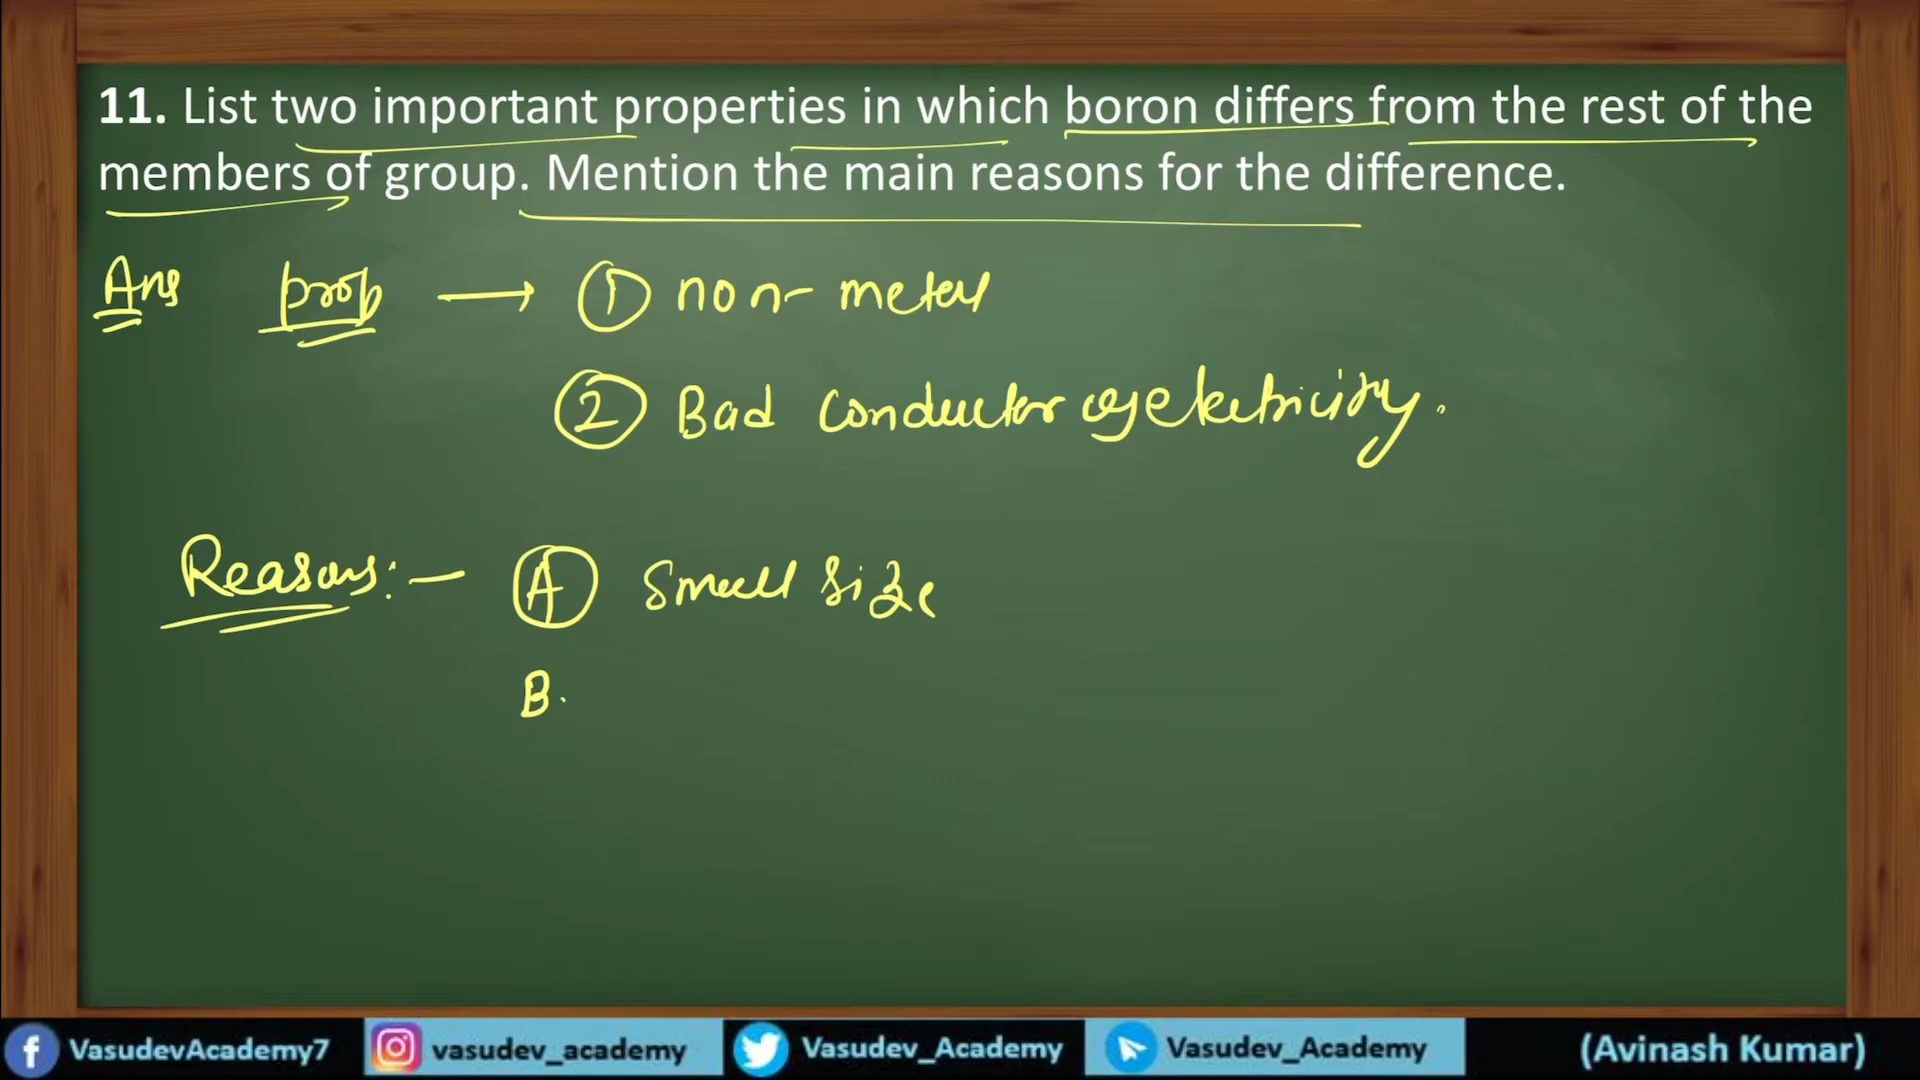 11. List two important properties in which boron differs from the rest of the
members of group. Mention the main reasons for the difference.
Ans prop → ① non-metal
② Bad conductor of electricity.
Reasons:- Ⓐ Small size
B.
VasudevAcademy7 vasudev_academy Vasudev_Academy Vasudev_Academy (Avinash Kumar)